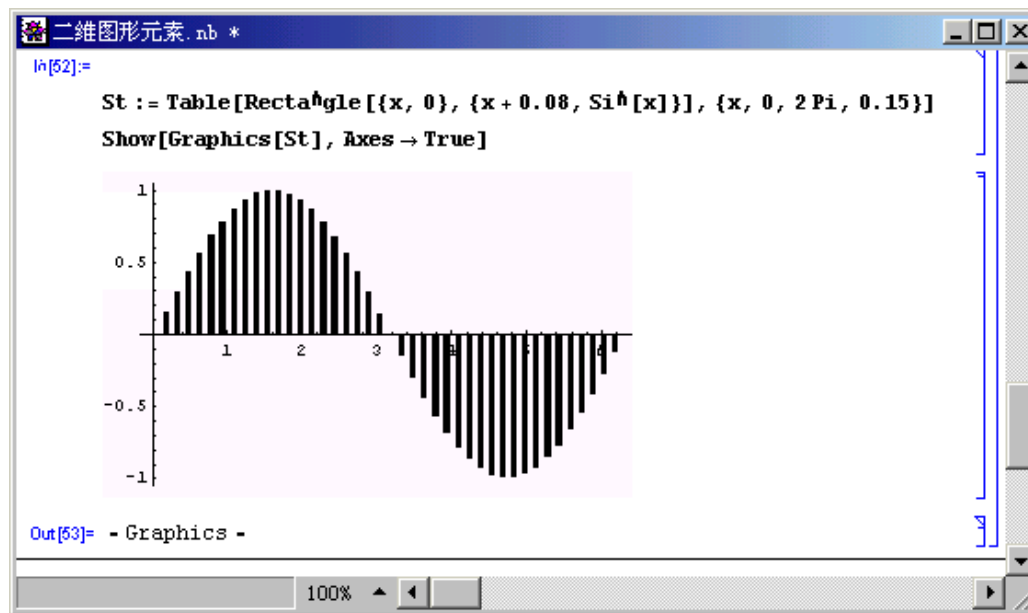 二維图形元素.nb *
In[52]:=
St := Table[Rectangle[{x, 0}, {x + 0.08, Sin[x]}], {x, 0, 2 Pi, 0.15}]
Show[Graphics[St], Axes → True]
1
0.5
1 2 3 4 5 6
-0.5
-1
Out[53]= - Graphics -
100%